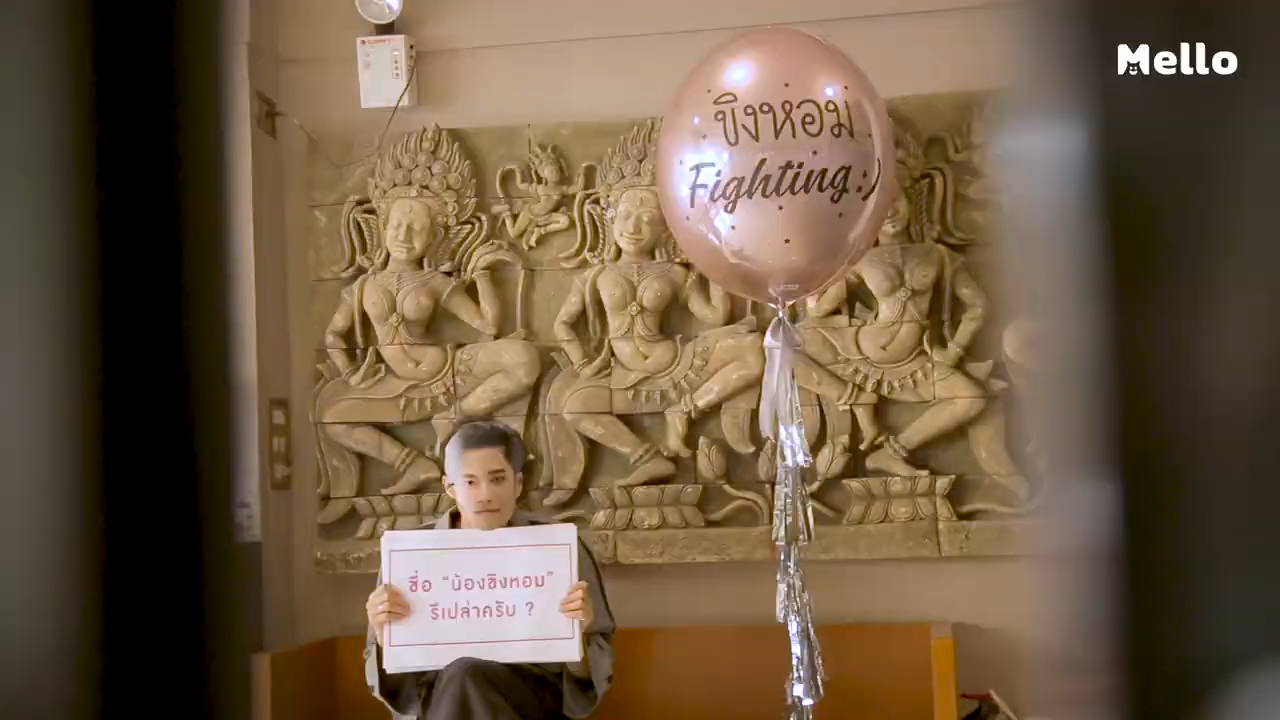 Mello
ขิงหอม
Fighting:)
ชื่อ “น้องขิงหอม”
รึเปล่าครับ ?